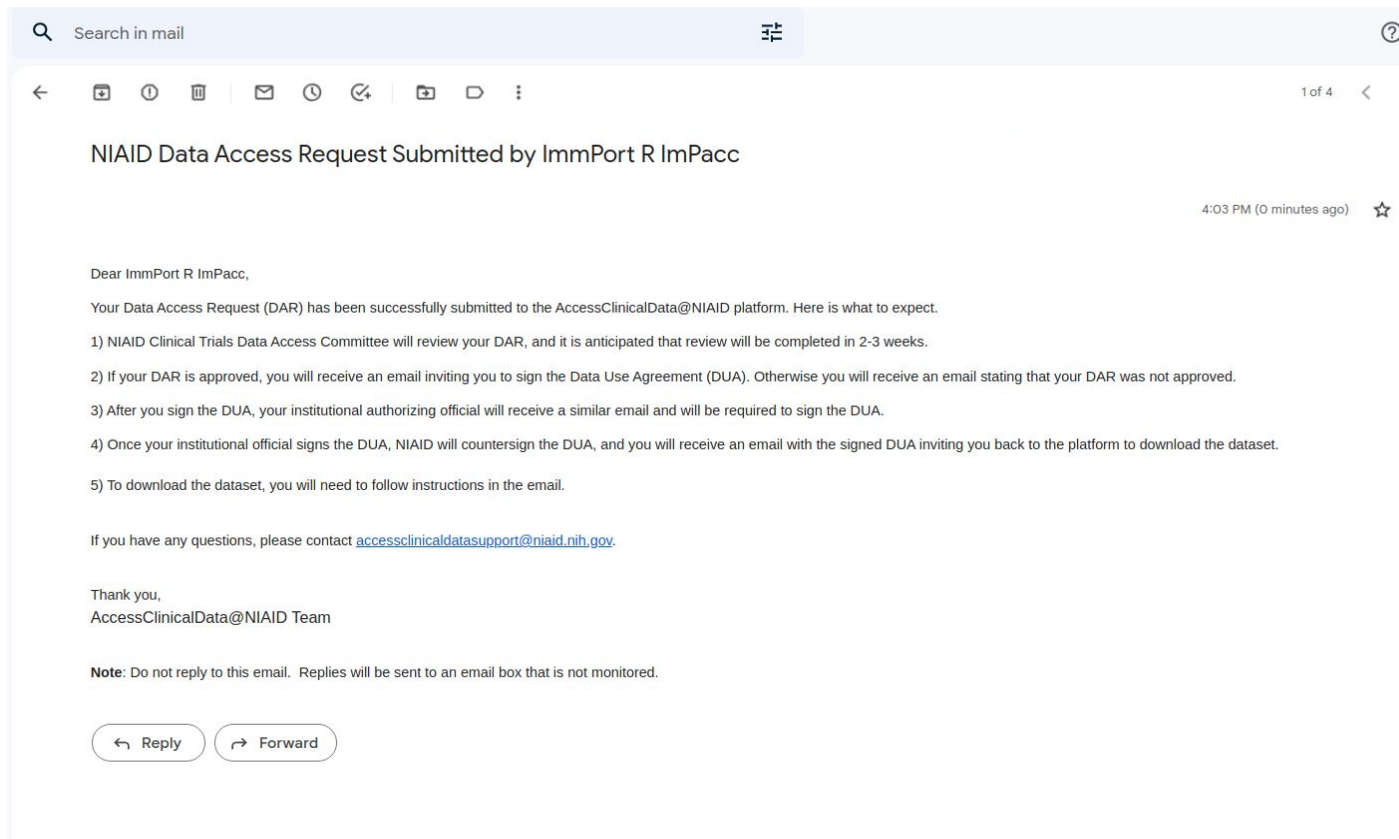 Search in mail
1 of 4
NIAID Data Access Request Submitted by ImmPort R ImPacc
4:03 PM (0 minutes ago)
Dear ImmPort R ImPacc,
Your Data Access Request (DAR) has been successfully submitted to the AccessClinicalData@NIAID platform. Here is what to expect.
1) NIAID Clinical Trials Data Access Committee will review your DAR, and it is anticipated that review will be completed in 2-3 weeks.
2) If your DAR is approved, you will receive an email inviting you to sign the Data Use Agreement (DUA). Otherwise you will receive an email stating that your DAR was not approved.
3) After you sign the DUA, your institutional authorizing official will receive a similar email and will be required to sign the DUA.
4) Once your institutional official signs the DUA, NIAID will countersign the DUA, and you will receive an email with the signed DUA inviting you back to the platform to download the dataset.
5) To download the dataset, you will need to follow instructions in the email.
If you have any questions, please contact accessclinicaldatasupport@niaid.nih.gov.
Thank you,
AccessClinicalData@NIAID Team
Note: Do not reply to this email.  Replies will be sent to an email box that is not monitored.
Reply Forward